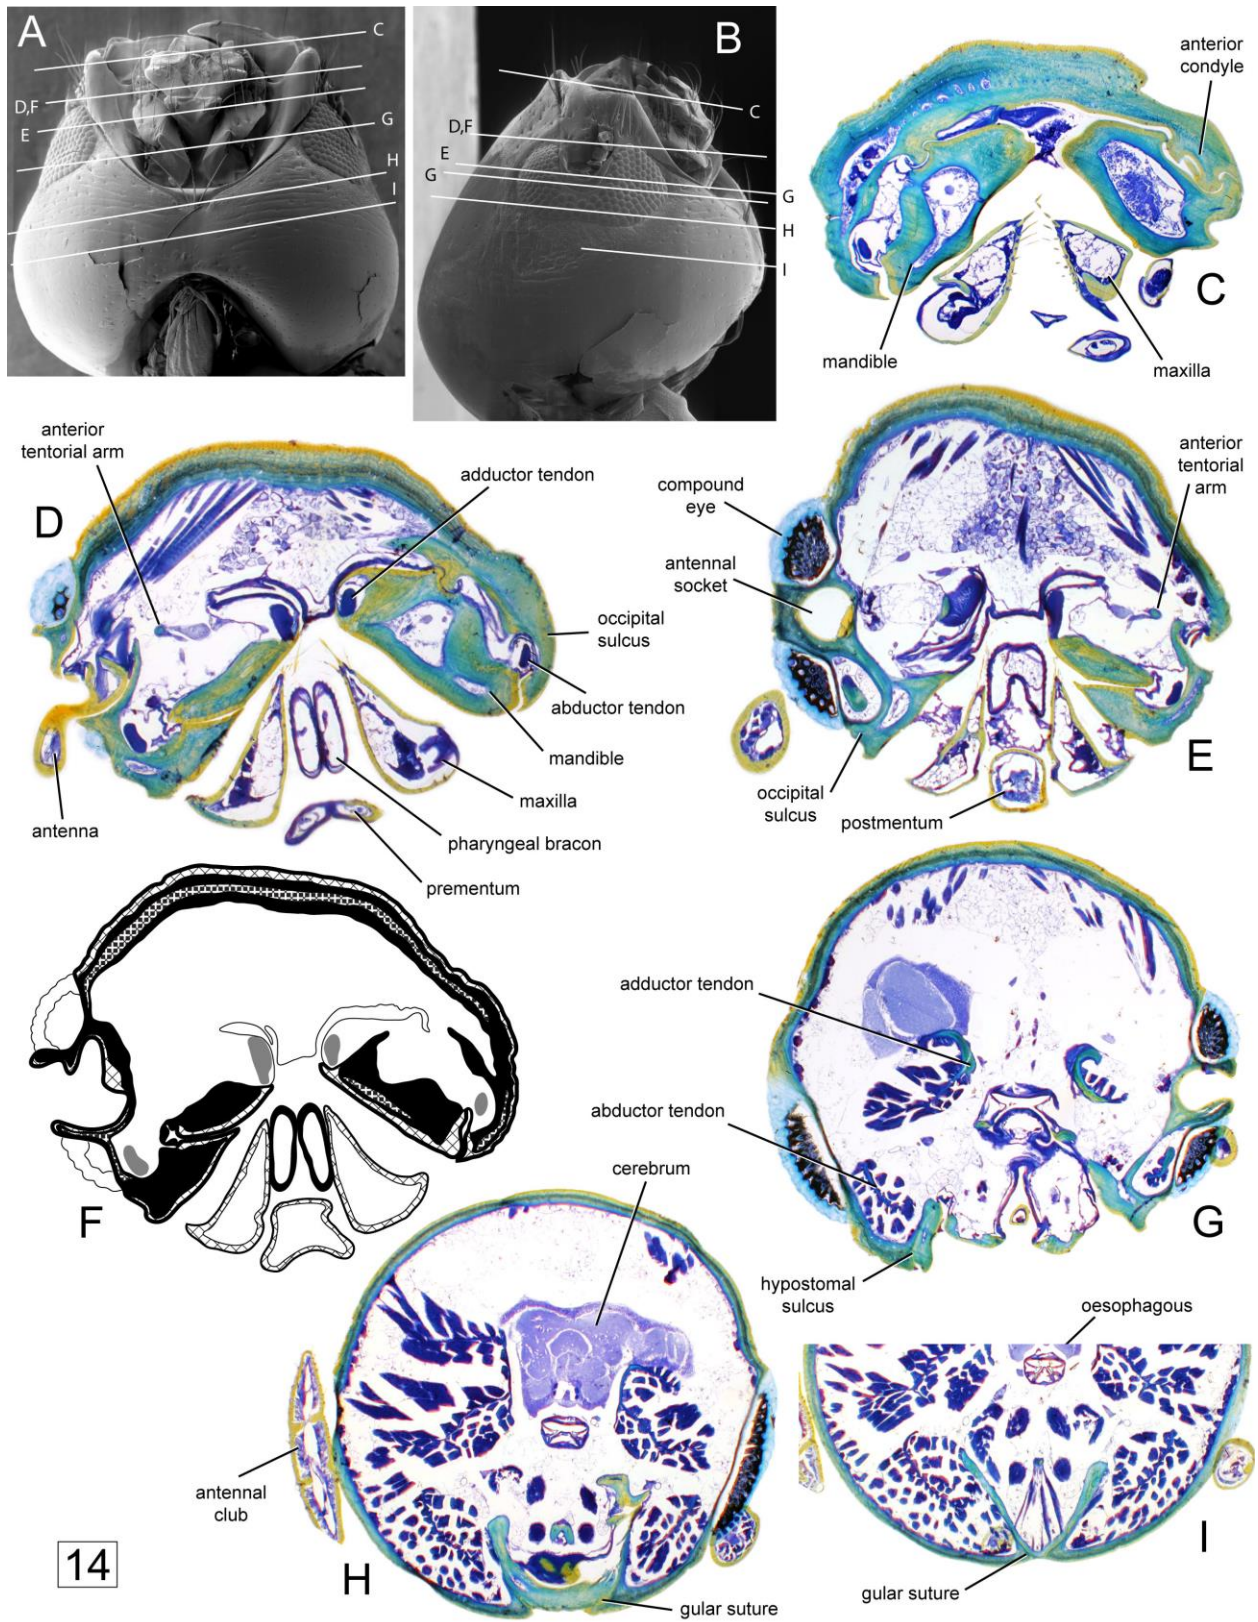 A
C
D,F
E
G
H
I
B
C
D,F
E
G
G
H
I
anterior
condyle
C
mandible
maxilla
anterior
tentorial arm
D
adductor tendon
occipital
sulcus
abductor tendon
mandible
maxilla
antenna
pharyngeal bracon
prementum
compound
eye
antennal
socket
anterior
tentorial
arm
E
occipital
sulcus
postmentum
F
adductor tendon
abductor tendon
G
hypostomal
sulcus
cerebrum
antennal
club
H
gular suture
oesophagous
I
gular suture
14